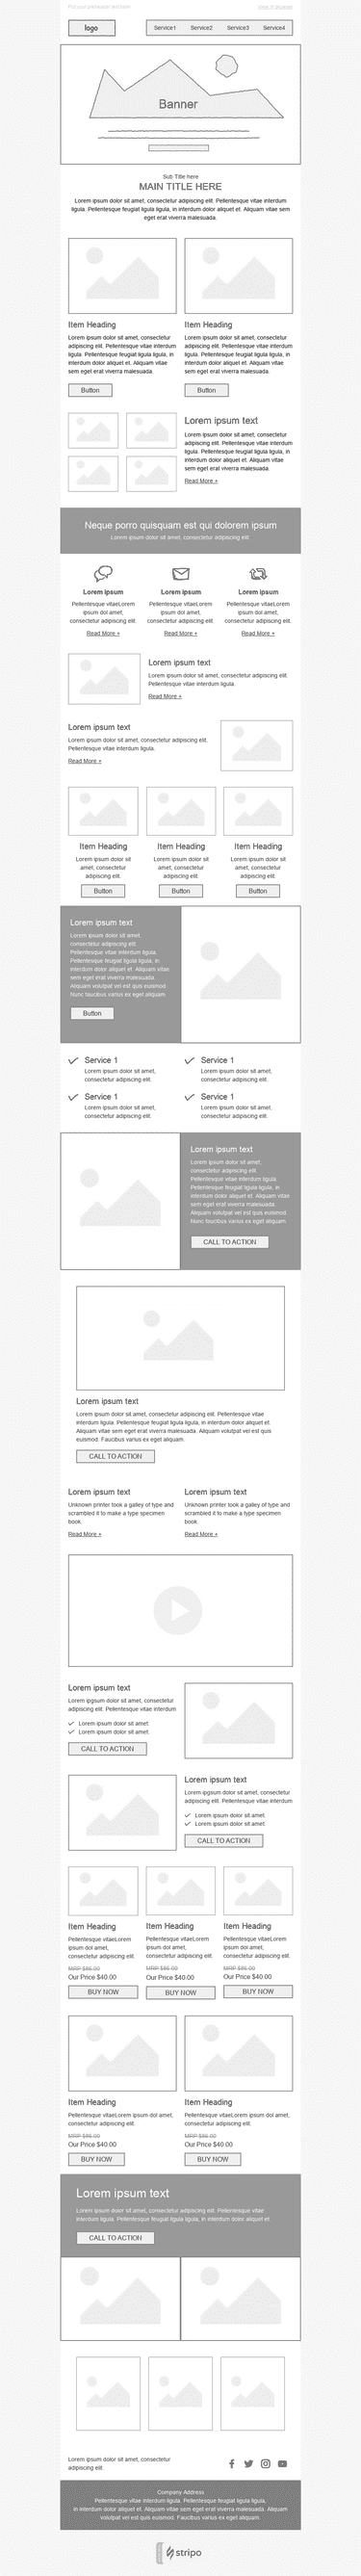 Put your preheader text here
View in browser
logo
Service1 Service2 Service3 Service4
Banner
Sub Title here
MAIN TITLE HERE
Lorem ipsum dolor sit amet, consectetur adipiscing elit. Pellentesque vitae interdum
ligula. Pellentesque feugiat ligula ligula, in interdum dolor aliquet et. Aliquam vitae sem
eget erat viverra malesuada.
Item Heading
Lorem ipsum dolor sit amet, consectetur
adipiscing elit. Pellentesque vitae interdum
ligula. Pellentesque feugiat ligula ligula, in
interdum dolor aliquet et. Aliquam vitae
sem eget erat viverra malesuada.
Button
Item Heading
Lorem ipsum dolor sit amet, consectetur
adipiscing elit. Pellentesque vitae interdum
ligula. Pellentesque feugiat ligula ligula, in
interdum dolor aliquet et. Aliquam vitae
sem eget erat viverra malesuada.
Button
Lorem ipsum text
Lorem ipsum dolor sit amet, consectetur
adipiscing elit. Pellentesque vitae interdum
ligula. Pellentesque feugiat ligula ligula, in
interdum dolor aliquet et. Aliquam vitae
sem eget erat viverra malesuada.
Read More »
Neque porro quisquam est qui dolorem ipsum
Lorem ipsum dolor sit amet, consectetur adipiscing elit.
Lorem ipsum
Pellentesque vitaeLorem
ipsum dol amet,
consectetur adipiscing elit.
Read More »
Lorem ipsum
Pellentesque vitaeLorem
ipsum dol amet,
consectetur adipiscing elit.
Read More »
Lorem ipsum
Pellentesque vitaeLorem
ipsum dol amet,
consectetur adipiscing elit.
Read More »
Lorem ipsum text
Lorem ipsum dolor sit amet, consectetur adipiscing elit.
Pellentesque vitae interdum ligula.
Read More »
Lorem ipsum text
Lorem ipsum dolor sit amet, consectetur adipiscing elit.
Pellentesque vitae interdum ligula.
Read More »
Item Heading
Lorem ipsum dolor sit
amet, consectetur
adipiscing elit.
Button
Item Heading
Lorem ipsum dolor sit
amet, consectetur
adipiscing elit.
Button
Item Heading
Lorem ipsum dolor sit
amet, consectetur
adipiscing elit.
Button
Lorem ipsum text
Lorem ipsum dolor sit amet,
consectetur adipiscing elit.
Pellentesque vitae interdum ligula.
Pellentesque feugiat ligula ligula, in
interdum dolor aliquet et. Aliquam vitae
sem eget erat viverra malesuada
Aliquam volutpat vel est quis euismod.
Nunc faucibus varius ex eget aliquam.
Button
Service 1
Lorem ipsum dolor sit amet,
consectetur adipiscing elit.
Service 1
Lorem ipsum dolor sit amet,
consectetur adipiscing elit.
Service 1
Lorem ipsum dolor sit amet,
consectetur adipiscing elit.
Service 1
Lorem ipsum dolor sit amet,
consectetur adipiscing elit.
Lorem ipsum text
Lorem ipsum dolor sit amet,
consectetur adipiscing elit.
Pellentesque vitae interdum ligula.
Pellentesque feugiat ligula ligula, in
interdum dolor aliquet et. Aliquam vitae
sem eget erat viverra malesuada.
Aliquam volutpat vel est quis euismod.
Nunc faucibus varius ex eget aliquam.
CALL TO ACTION
Lorem ipsum text
Lorem ipsum dolor sit amet, consectetur adipiscing elit. Pellentesque vitae
interdum ligula. Pellentesque feugiat ligula ligula, in interdum dolor aliquet et.
Aliquam vitae sem eget erat viverra malesuada. Aliquam volutpat vel est quis
euismod. Faucibus varius ex eget aliquam.
CALL TO ACTION
Lorem ipsum text
Unknown printer took a galley of type and
scrambled it to make a type specimen
book.
Read More »
Lorem ipsum text
Unknown printer took a galley of type and
scrambled it to make a type specimen
book.
Read More »
Lorem ipsum text
Lorem ipgsium dolor sit amet, consectetur
adipiscing elit. Pellentesque vitae interdum
Lorem ipsum dolor sit amet.
Lorem ipsum dolor sit amet.
CALL TO ACTION
Lorem ipsum text
Lorem ipsum dolor sit amet, consectetur
adipiscing elit. Pellentesque vitae interdum
Lorem ipsum dolor sit amet.
Lorem ipsum dolor sit amet.
CALL TO ACTION
Item Heading
Pellentesque vitaeLorem
ipsum dol amet,
consectetur adipiscing elit.
MRP $86.00
Our Price $40.00
BUY NOW
Item Heading
Pellentesque vitaeLorem
ipsum dol amet,
consectetur adipiscing elit.
MRP $86.00
Our Price $40.00
BUY NOW
Item Heading
Pellentesque vitaeLorem
ipsum dol amet,
consectetur adipiscing elit.
MRP $86.00
Our Price $40.00
BUY NOW
Item Heading
Pellentesque vitaeLorem ipsum dol amet,
consectetur adipiscing elit.
MRP $86.00
Our Price $40.00
BUY NOW
Item Heading
Pellentesque vitaeLorem ipsum dol amet,
consectetur adipiscing elit.
MRP $86.00
Our Price $40.00
BUY NOW
Lorem ipsum text
Lorem ipsum dolor sit amet, consectetur adipiscing elit. Pellentesque vitae
interdum ligula. Pellentesque feugiat ligula ligula, in interdum dolor aliquet et.
CALL TO ACTION
Lorem ipsum dolor sit amet, consectetur
adipiscing elit.
Company Address
Pellentesque vitae interdum ligula. Pellentesque feugiat ligula ligula,
in interdum dolor aliquet et. Aliquam vitae sem eget erat viverra malesuada. Aliquam
volutpat vel est quis euismod. Faucibus varius ex eget aliquam.
stripo